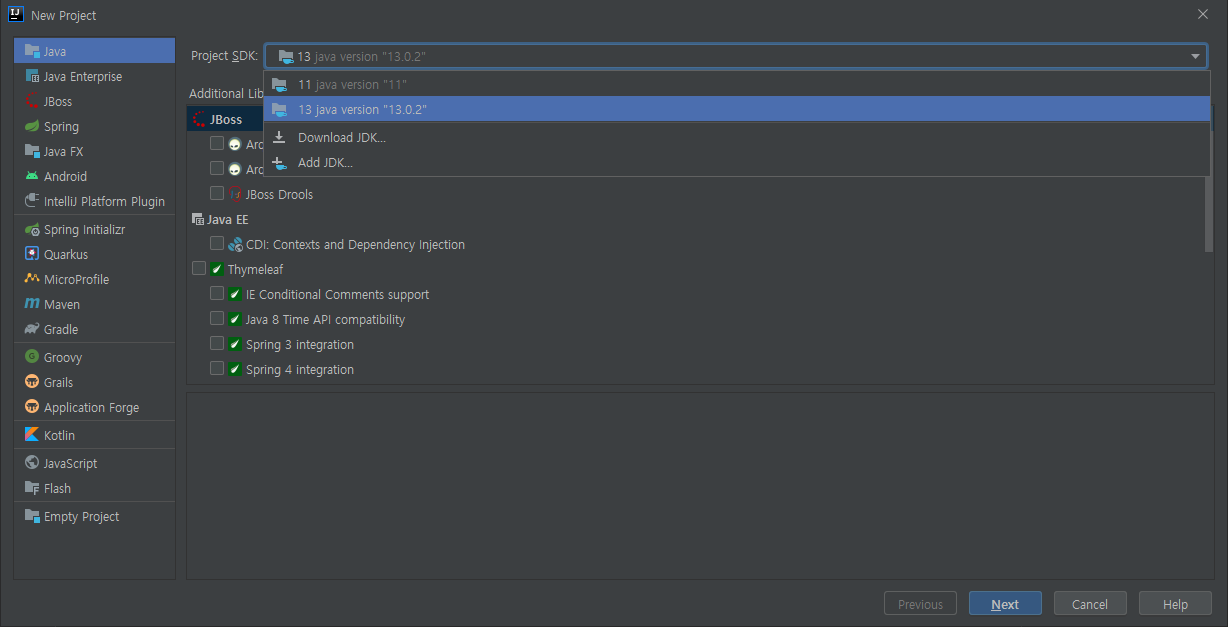 New Project
Java
Java Enterprise
JBoss
Spring
Java FX
Android
IntelliJ Platform Plugin
Spring Initializr
Quarkus
MicroProfile
Maven
Gradle
Groovy
Grails
Application Forge
Kotlin
JavaScript
Flash
Empty Project
Project SDK: 13 java version "13.0.2"
11 java version "11"
13 java version "13.0.2"
Download JDK...
Add JDK...
Additional Lib
JBoss
JBoss Drools
Java EE
CDI: Contexts and Dependency Injection
Thymeleaf
IE Conditional Comments support
Java 8 Time API compatibility
Spring 3 integration
Spring 4 integration
Previous Next Cancel Help